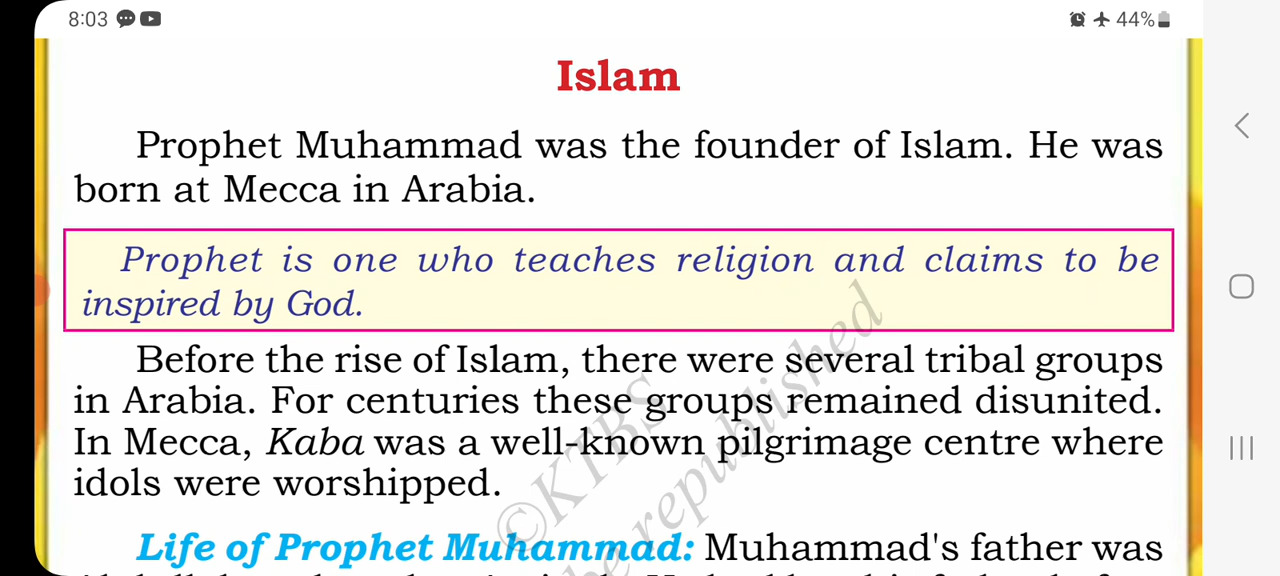 8:03
44%
Islam
Prophet Muhammad was the founder of Islam. He was
born at Mecca in Arabia.
Prophet is one who teaches religion and claims to be
inspired by God.
Before the rise of Islam, there were several tribal groups
in Arabia. For centuries these groups remained disunited.
In Mecca, Kaba was a well-known pilgrimage centre where
idols were worshipped.
©KTBS
be republished
Life of Prophet Muhammad: Muhammad's father was